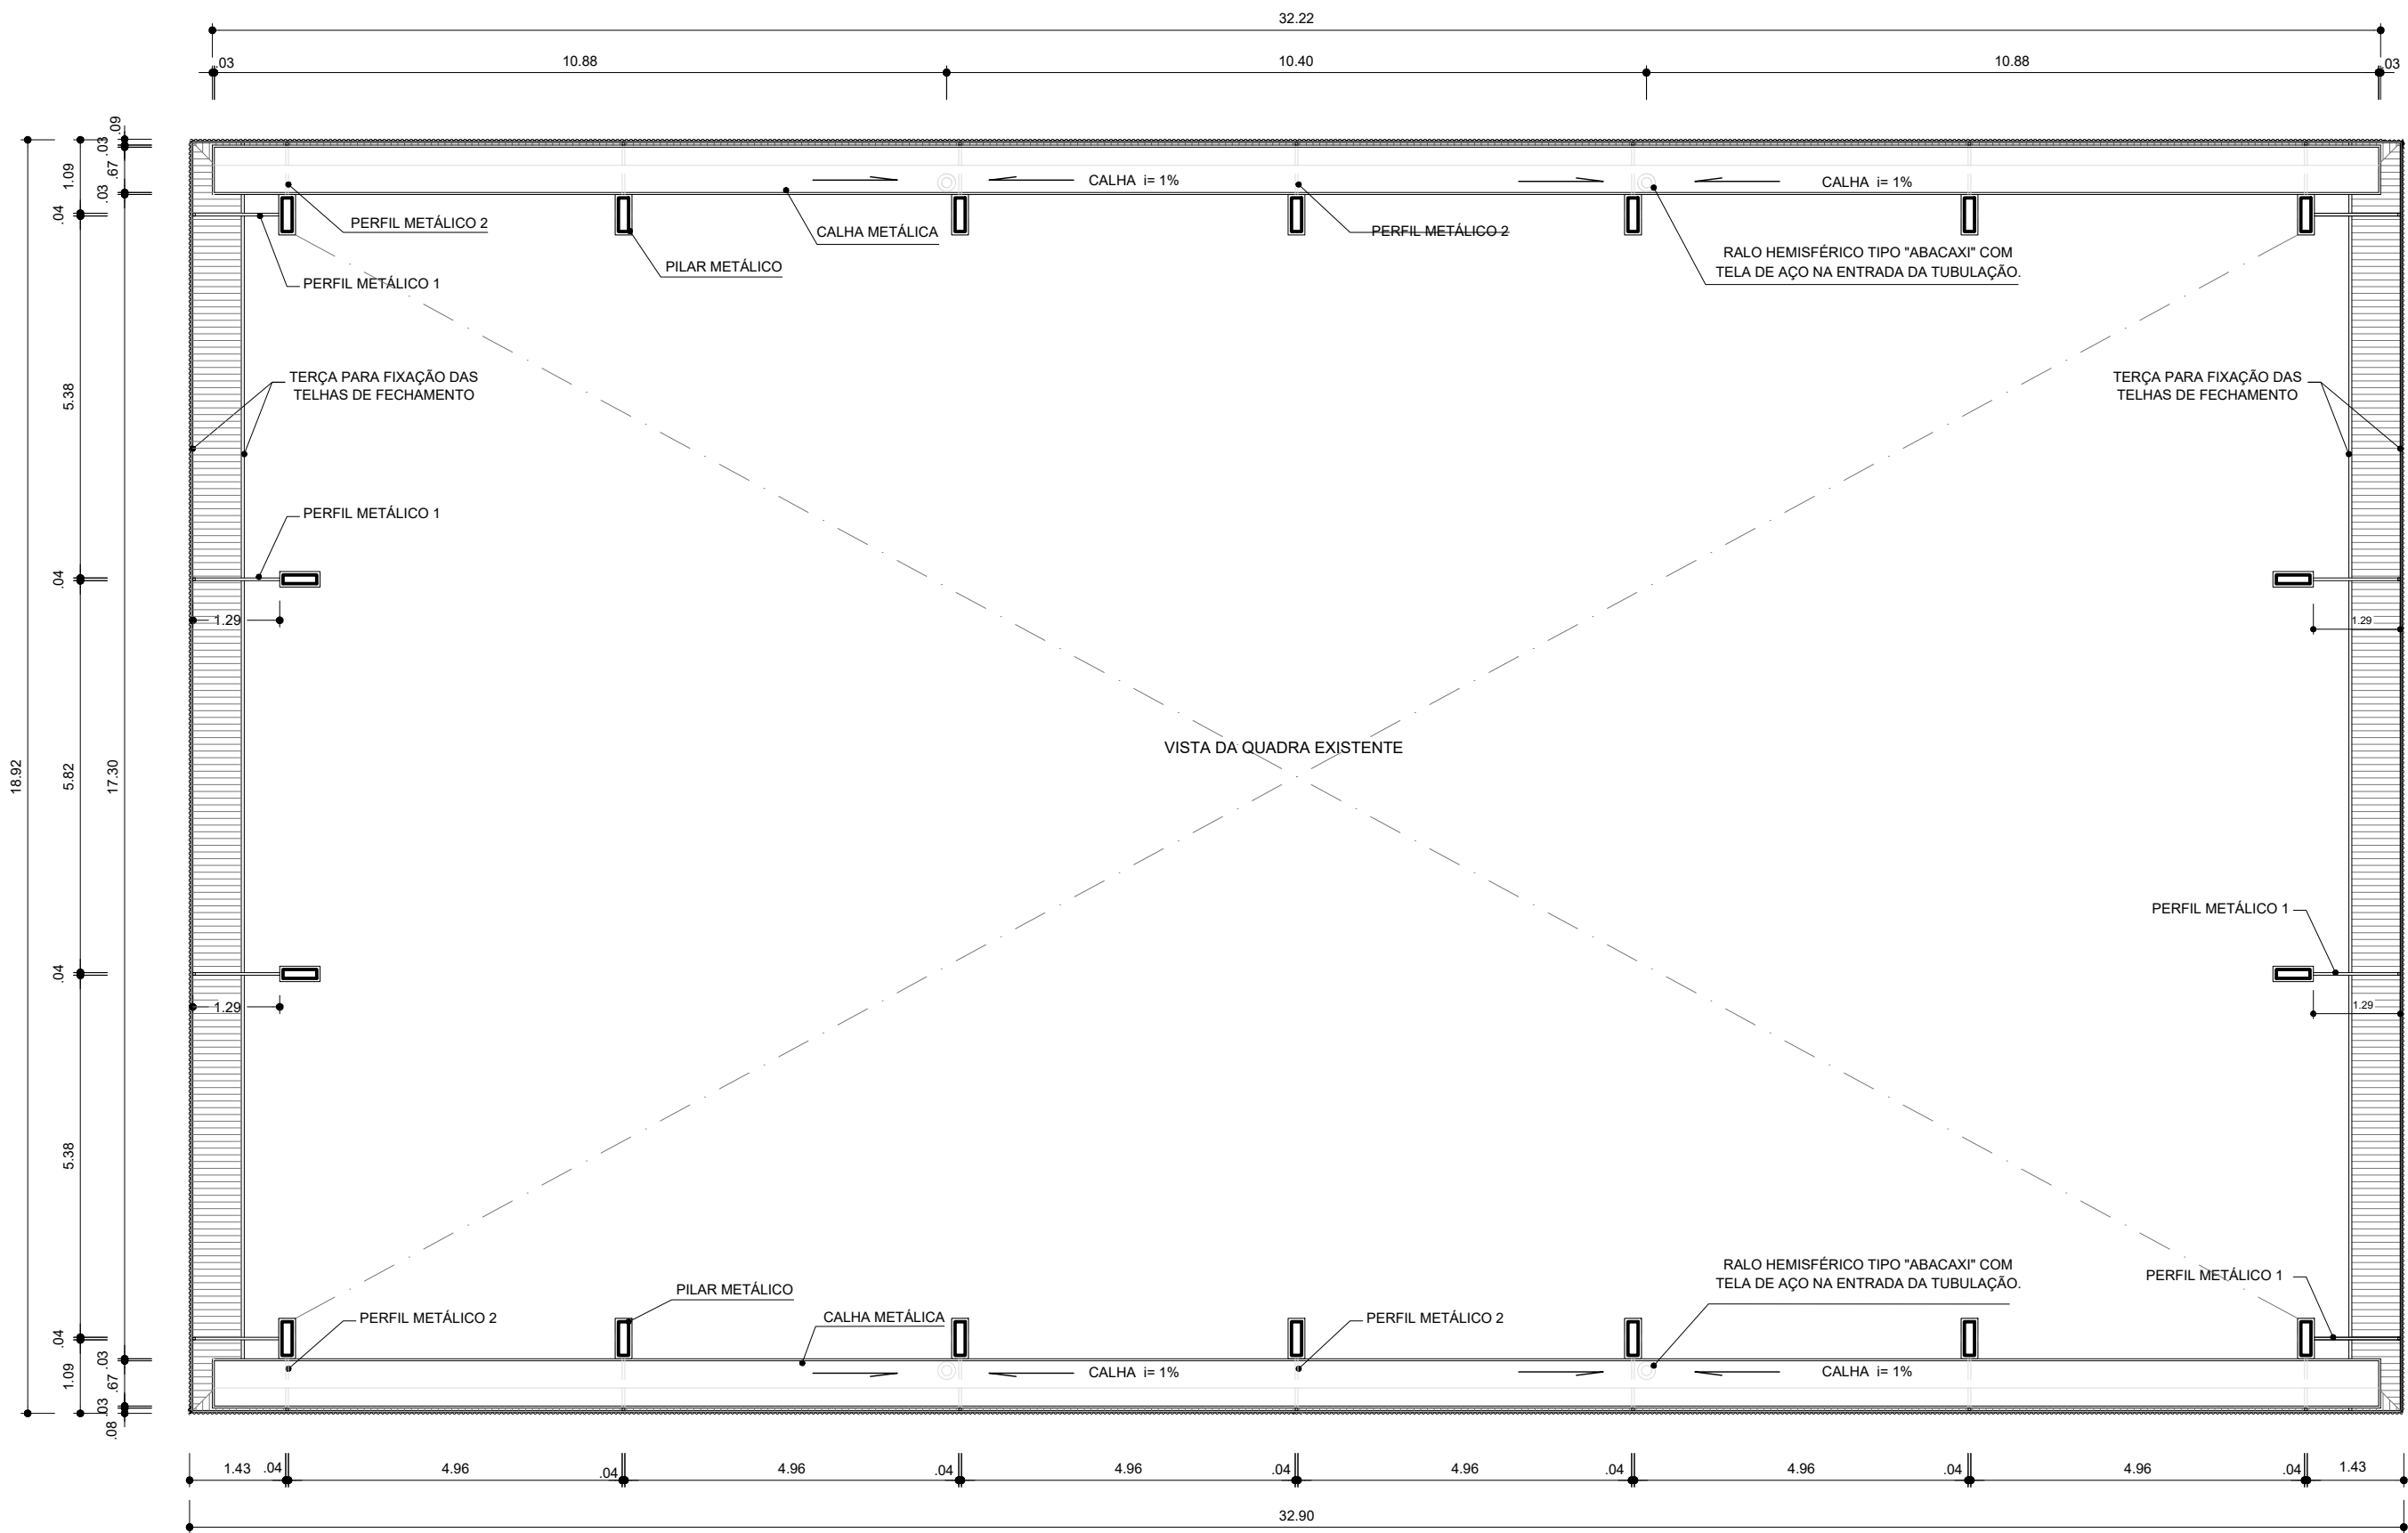 32.22
.03
10.88
10.40
10.88
.03
.09
.03
.67
.03
1.09
.04
CALHA i= 1%
CALHA i= 1%
PERFIL METÁLICO 2
CALHA METÁLICA
PERFIL METÁLICO 2
PILAR METÁLICO
RALO HEMISFÉRICO TIPO "ABACAXI" COM
TELA DE AÇO NA ENTRADA DA TUBULAÇÃO.
PERFIL METÁLICO 1
TERÇA PARA FIXAÇÃO DAS
TELHAS DE FECHAMENTO
TERÇA PARA FIXAÇÃO DAS
TELHAS DE FECHAMENTO
5.38
PERFIL METÁLICO 1
.04
1.29
1.29
VISTA DA QUADRA EXISTENTE
18.92
5.82
17.30
PERFIL METÁLICO 1
.04
1.29
1.29
5.38
RALO HEMISFÉRICO TIPO "ABACAXI" COM
TELA DE AÇO NA ENTRADA DA TUBULAÇÃO.
PERFIL METÁLICO 1
PILAR METÁLICO
PERFIL METÁLICO 2
CALHA METÁLICA
PERFIL METÁLICO 2
.04
.03
1.09
.67
.03
.08
CALHA i= 1%
CALHA i= 1%
1.43
.04
4.96
.04
4.96
.04
4.96
.04
4.96
.04
4.96
.04
4.96
.04
1.43
32.90